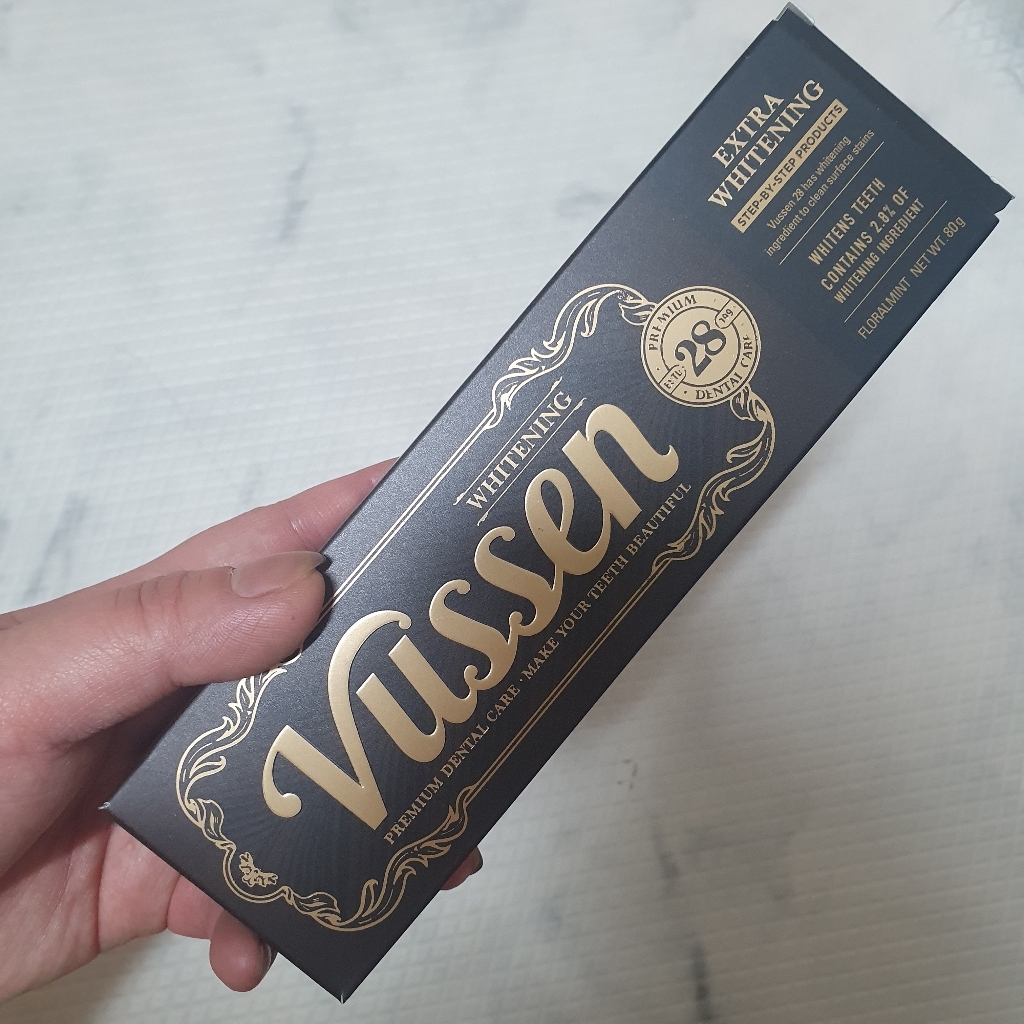 EXTRA
WHITENING
STEP-BY-STEP PRODUCTS
Vussen 28 has whitening
ingredient to clean surface stains
WHITENS TEETH
CONTAINS 2.8% OF
WHITENING INGREDIENT
FLORALMINT NET WT. 80g
PREMIUM
28
DENTAL CARE
WHITENING
Vussen
PREMIUM DENTAL CARE · MAKE YOUR TEETH BEAUTIFUL